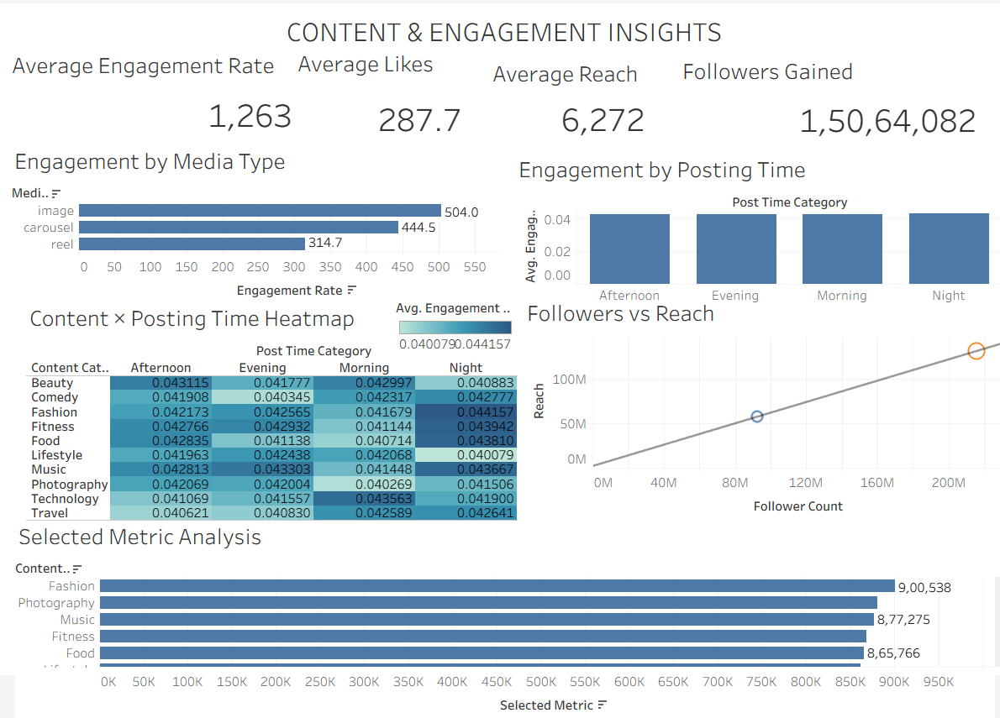 CONTENT & ENGAGEMENT INSIGHTS
Average Engagement Rate
Average Likes
Average Reach
Followers Gained
1,263
287.7
6,272
1,50,64,082
Engagement by Media Type
Medi..
image 504.0
carousel 444.5
reel 314.7
0 50 100 150 200 250 300 350 400 450 500 550
Engagement Rate
Engagement by Posting Time
Post Time Category
Avg. Engag..
0.04
0.02
0.00
Afternoon Evening Morning Night
Content × Posting Time Heatmap
Avg. Engagement ..
0.040079 0.044157
Post Time Category
Content Cat.. Afternoon Evening Morning Night
Beauty 0.043115 0.041777 0.042997 0.040883
Comedy 0.041908 0.040345 0.042317 0.042777
Fashion 0.042173 0.042565 0.041679 0.044157
Fitness 0.042766 0.042932 0.041144 0.043942
Food 0.042835 0.041138 0.040714 0.043810
Lifestyle 0.041963 0.042438 0.042068 0.040079
Music 0.042813 0.043303 0.041448 0.043667
Photography 0.042069 0.042004 0.040269 0.041506
Technology 0.041069 0.041557 0.043563 0.041900
Travel 0.040621 0.040830 0.042589 0.042641
Followers vs Reach
Reach
100M
50M
0M
0M 40M 80M 120M 160M 200M
Follower Count
Selected Metric Analysis
Content..
Fashion 9,00,538
Photography
Music 8,77,275
Fitness
Food 8,65,766
0K 50K 100K 150K 200K 250K 300K 350K 400K 450K 500K 550K 600K 650K 700K 750K 800K 850K 900K 950K
Selected Metric